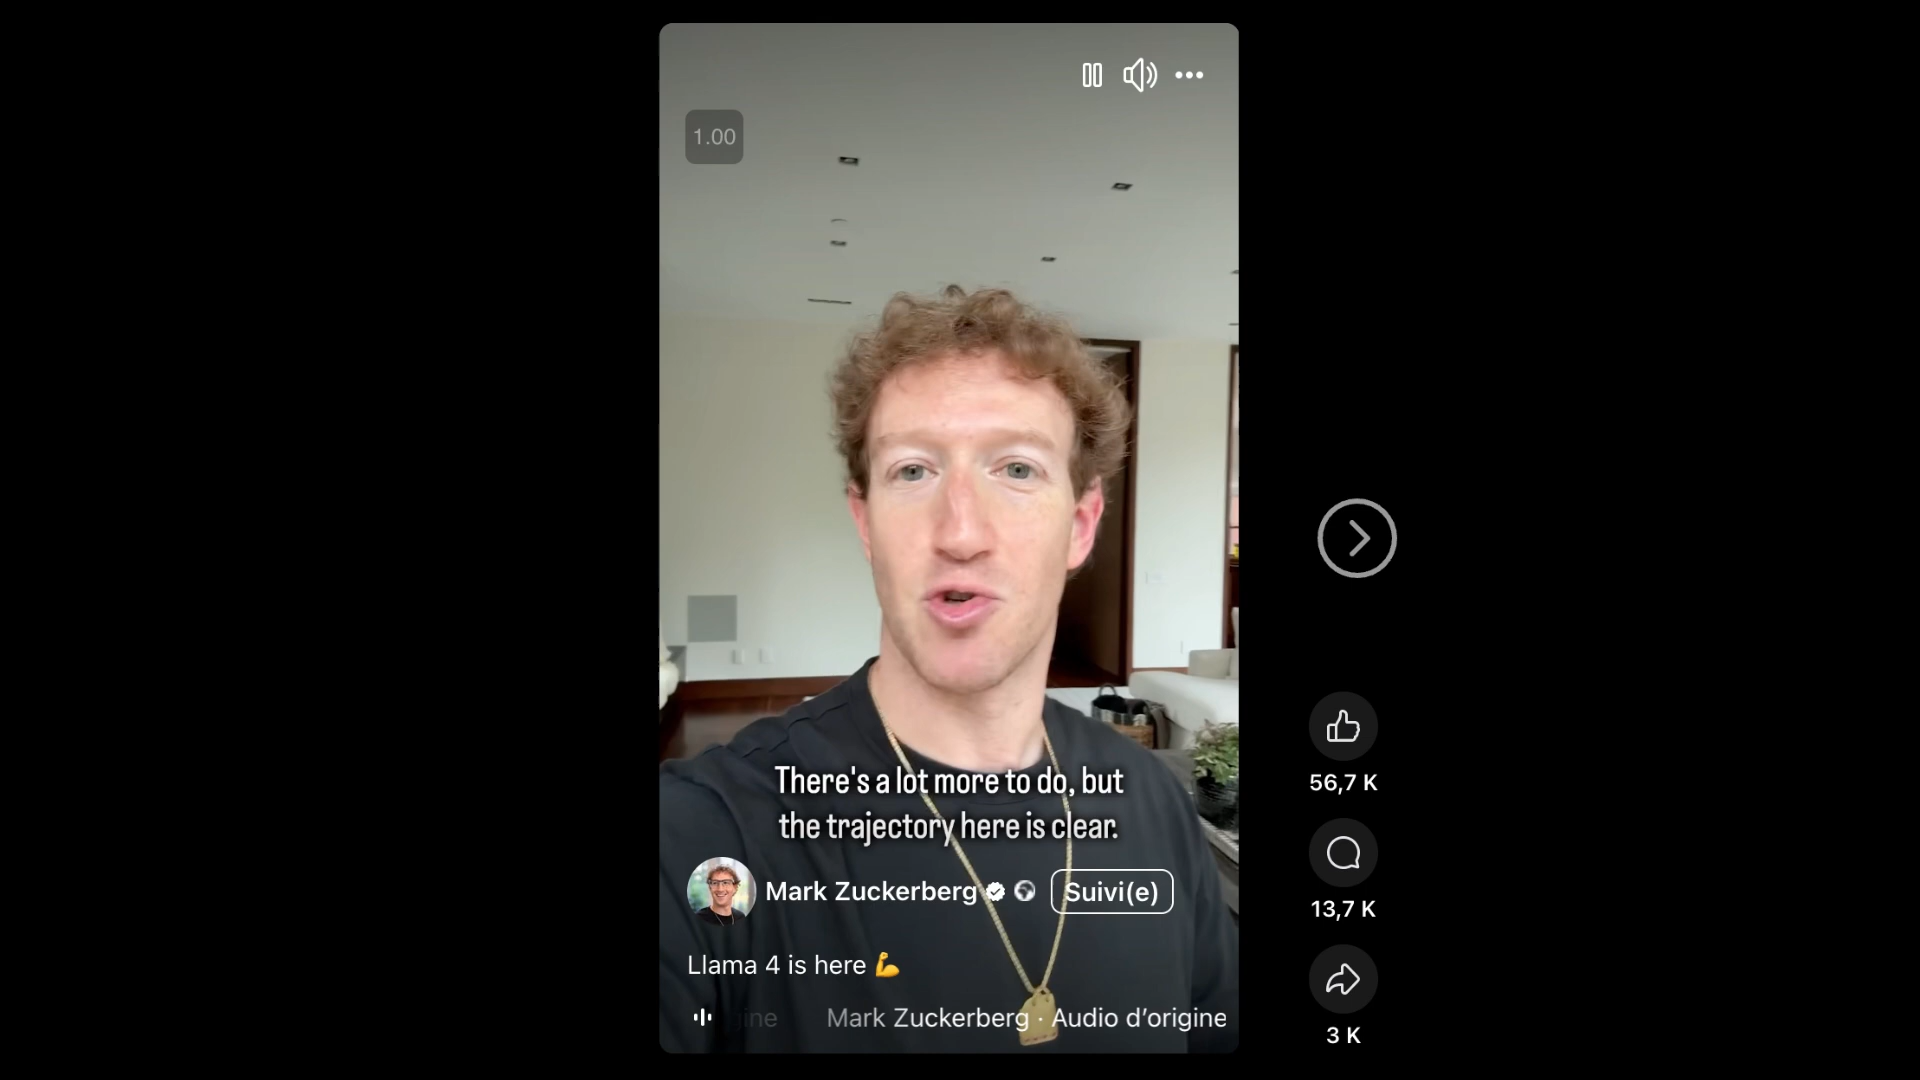 1.00
There's a lot more to do, but
the trajectory here is clear.
Mark Zuckerberg
Suivi(e)
Llama 4 is here 💪
gine Mark Zuckerberg · Audio d’origine
56,7 K
13,7 K
3 K